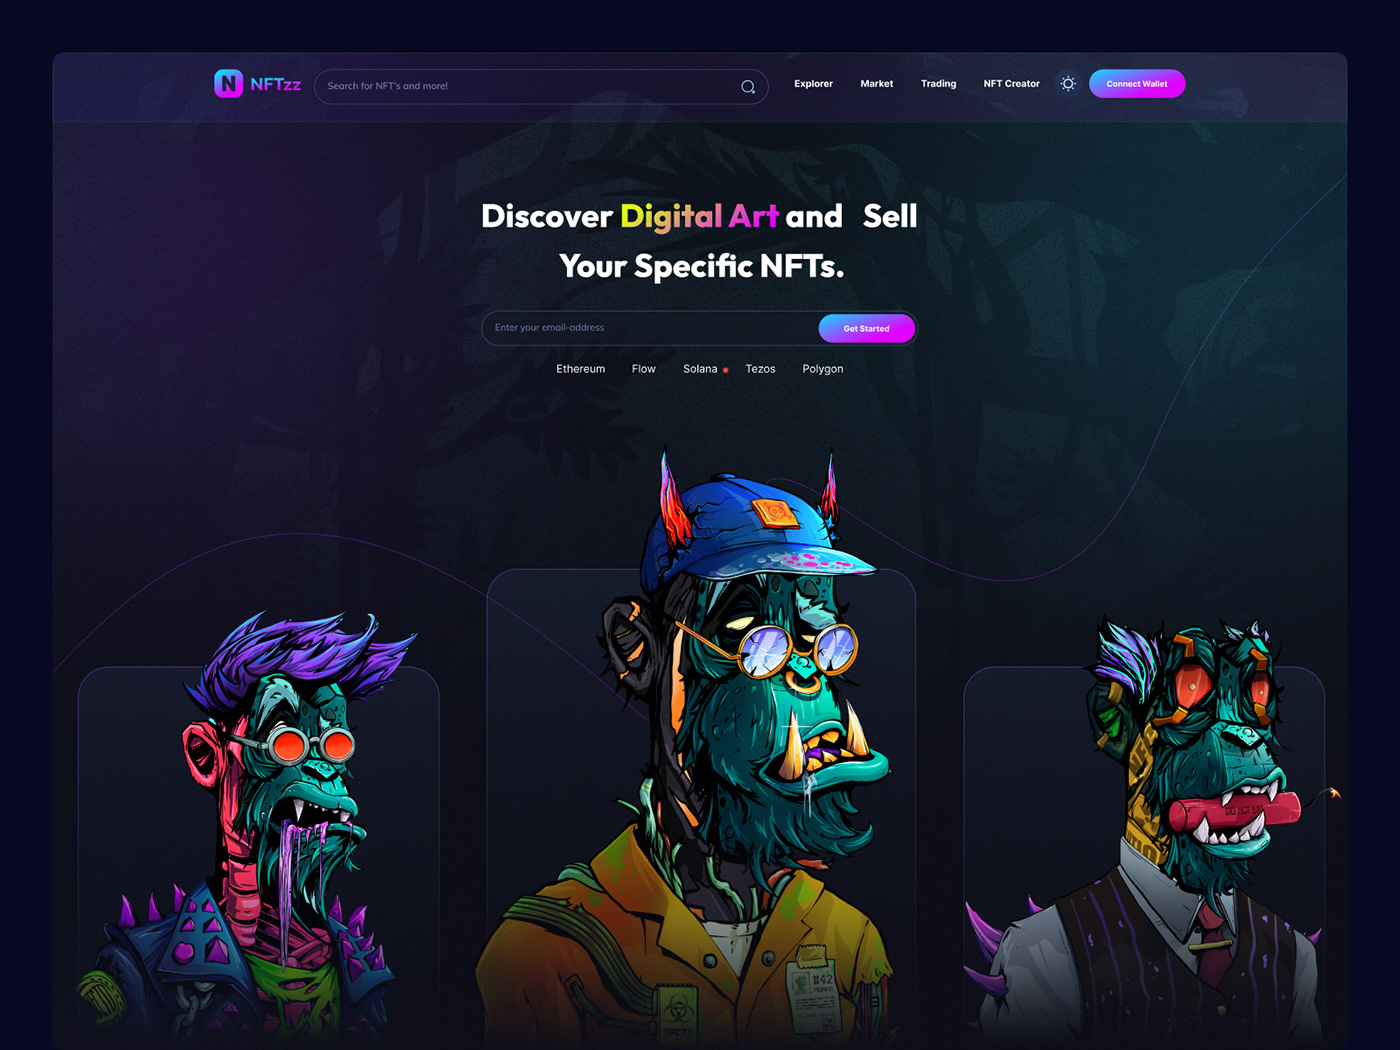 N NFTzz
Search for NFT's and more!
Explorer
Market
Trading
NFT Creator
Connect Wallet
Discover Digital Art and Sell
Your Specific NFTs.
Enter your email-address
Get Started
Ethereum
Flow
Solana
Tezos
Polygon
#42